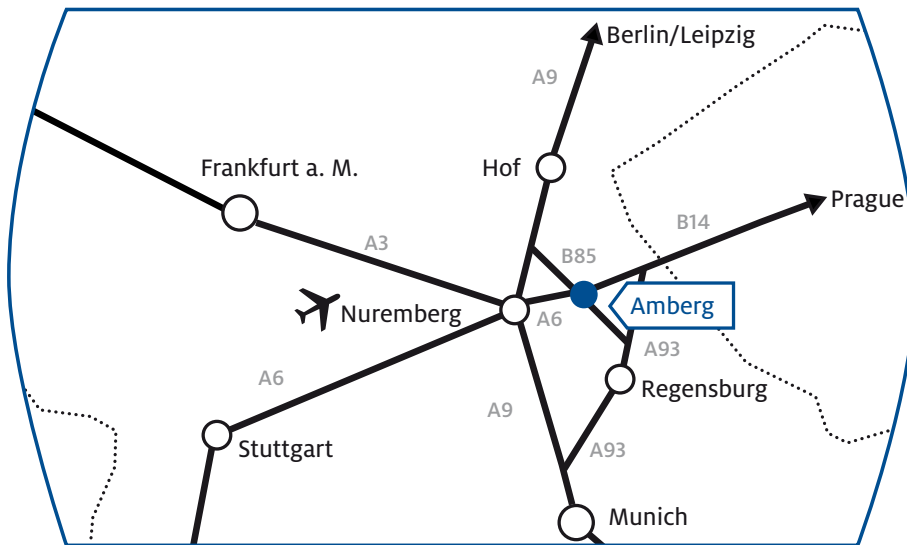 Berlin/Leipzig
A9
Hof
Frankfurt a. M.
Prague
B14
A3
B85
Nuremberg
A6
Amberg
A93
A6
Regensburg
A9
Stuttgart
A93
Munich